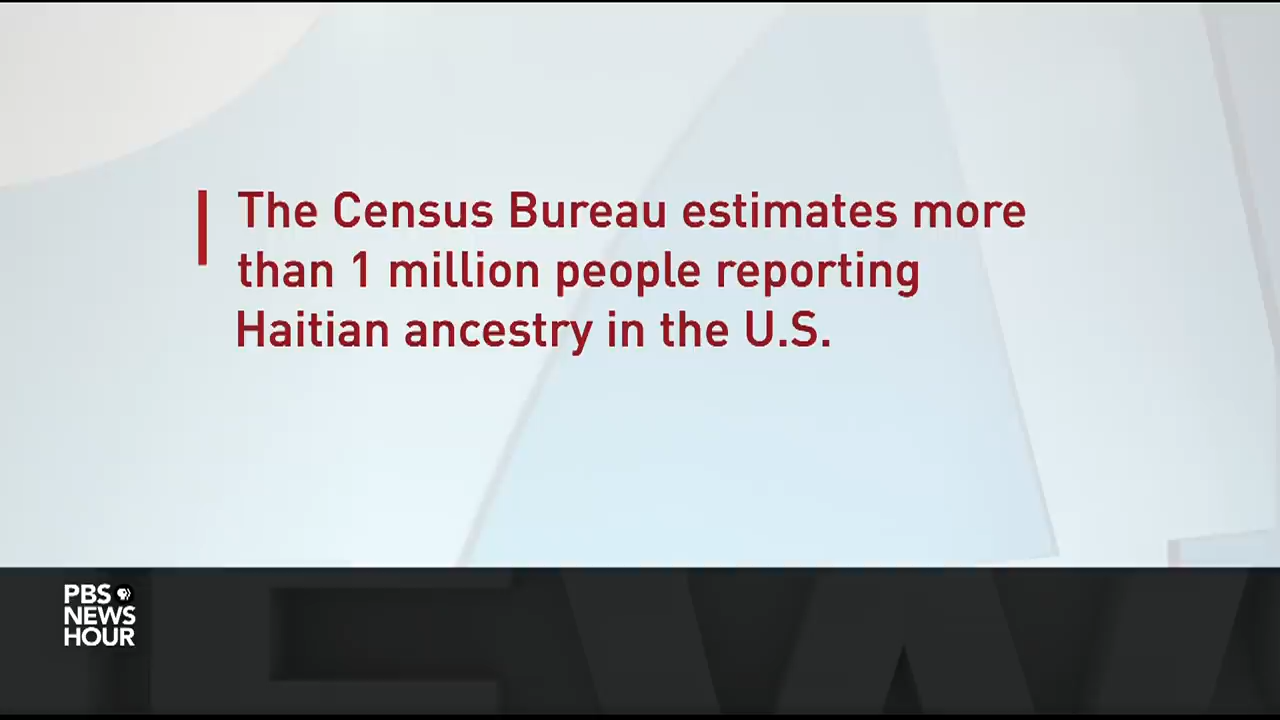 The Census Bureau estimates more
than 1 million people reporting
Haitian ancestry in the U.S.
PBS
NEWS
HOUR